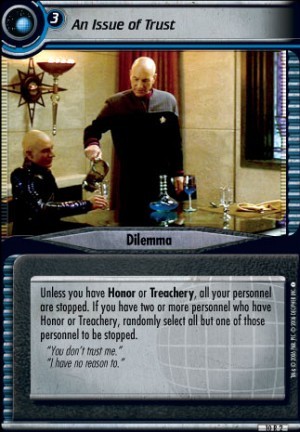 3
An Issue of Trust
Dilemma
Unless you have Honor or Treachery, all your personnel
are stopped. If you have two or more personnel who have
Honor or Treachery, randomly select all but one of those
personnel to be stopped.
"You don't trust me."
"I have no reason to."